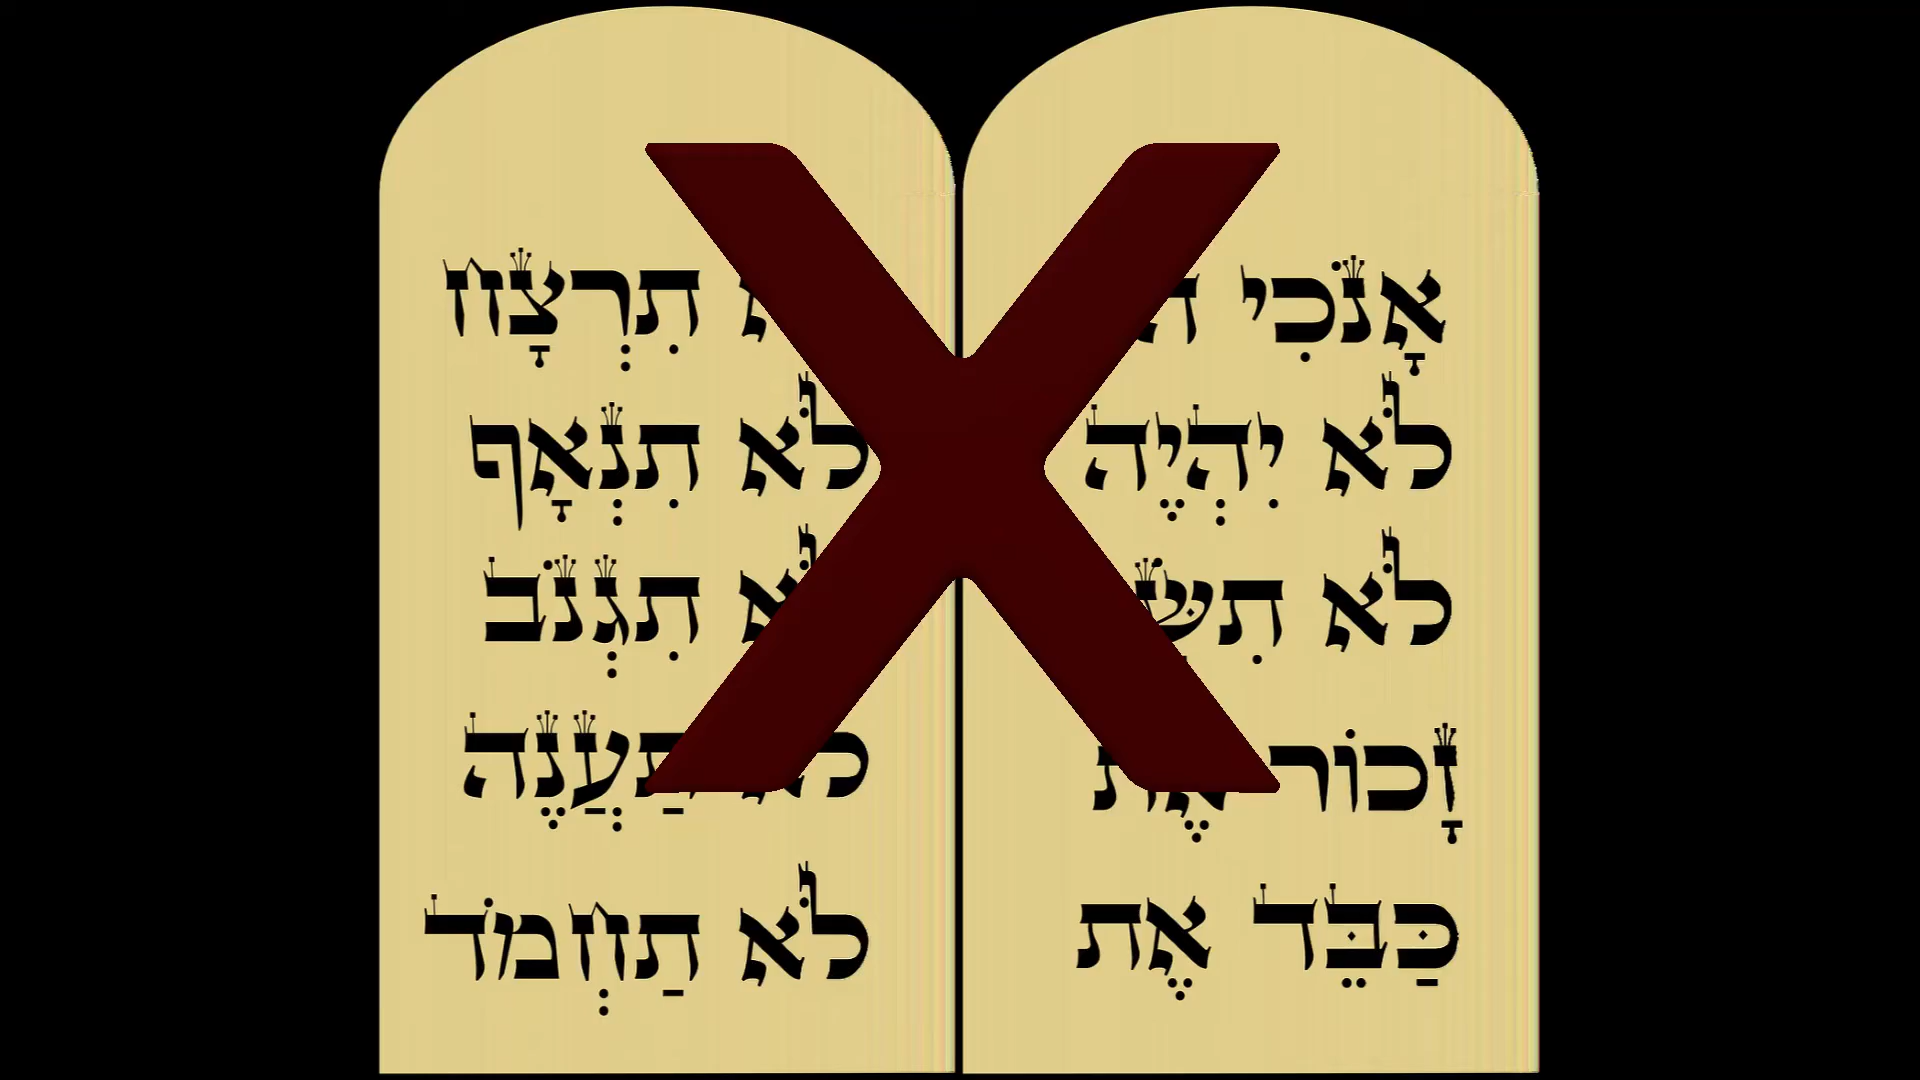 אָנֹכִי
לֹא יִהְיֶה
לֹא
זָכוֹר אֶת
כַּבֵּד אֶת
תִרְצָח
לֹא תִנְאָף
תִגְנֹב
תַעֲנֶה
לֹא תַחְמֹד